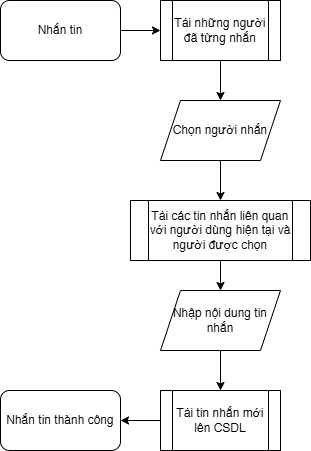 Nhắn tin
Tải những người
đã từng nhắn
Chọn người nhắn
Tải các tin nhắn liên quan
với người dùng hiện tại và
người được chọn
Nhập nội dung tin
nhắn
Tải tin nhắn mới
lên CSDL
Nhắn tin thành công